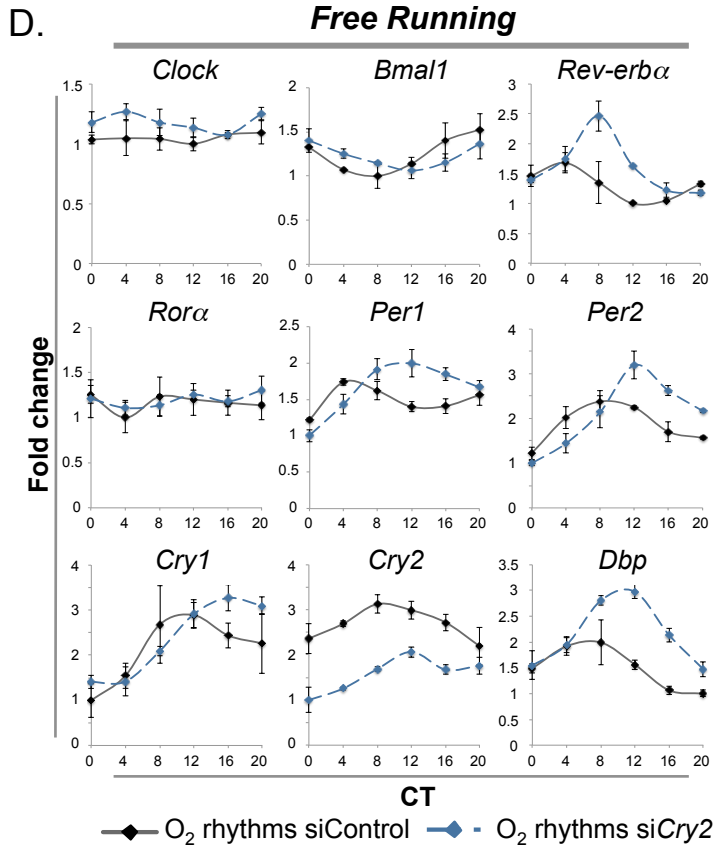 D.
Free Running
Clock
Bmal1
Rev-erbα
1.5
1
0.5
0
0 4 8 12 16 20
2
1.5
1
0.5
0
0 4 8 12 16 20
3
2.5
2
1.5
1
0.5
0
0 4 8 12 16 20
Rorα
Per1
Per2
2
1.5
1
0.5
0
0 4 8 12 16 20
2.5
2
1.5
1
0.5
0
0 4 8 12 16 20
4
3
2
1
0
0 4 8 12 16 20
Fold change
Cry1
Cry2
Dbp
4
3
2
1
0
0 4 8 12 16 20
4
3
2
1
0
0 4 8 12 16 20
3.5
3
2.5
2
1.5
1
0.5
0
0 4 8 12 16 20
CT
O2 rhythms siControl
O2 rhythms siCry2